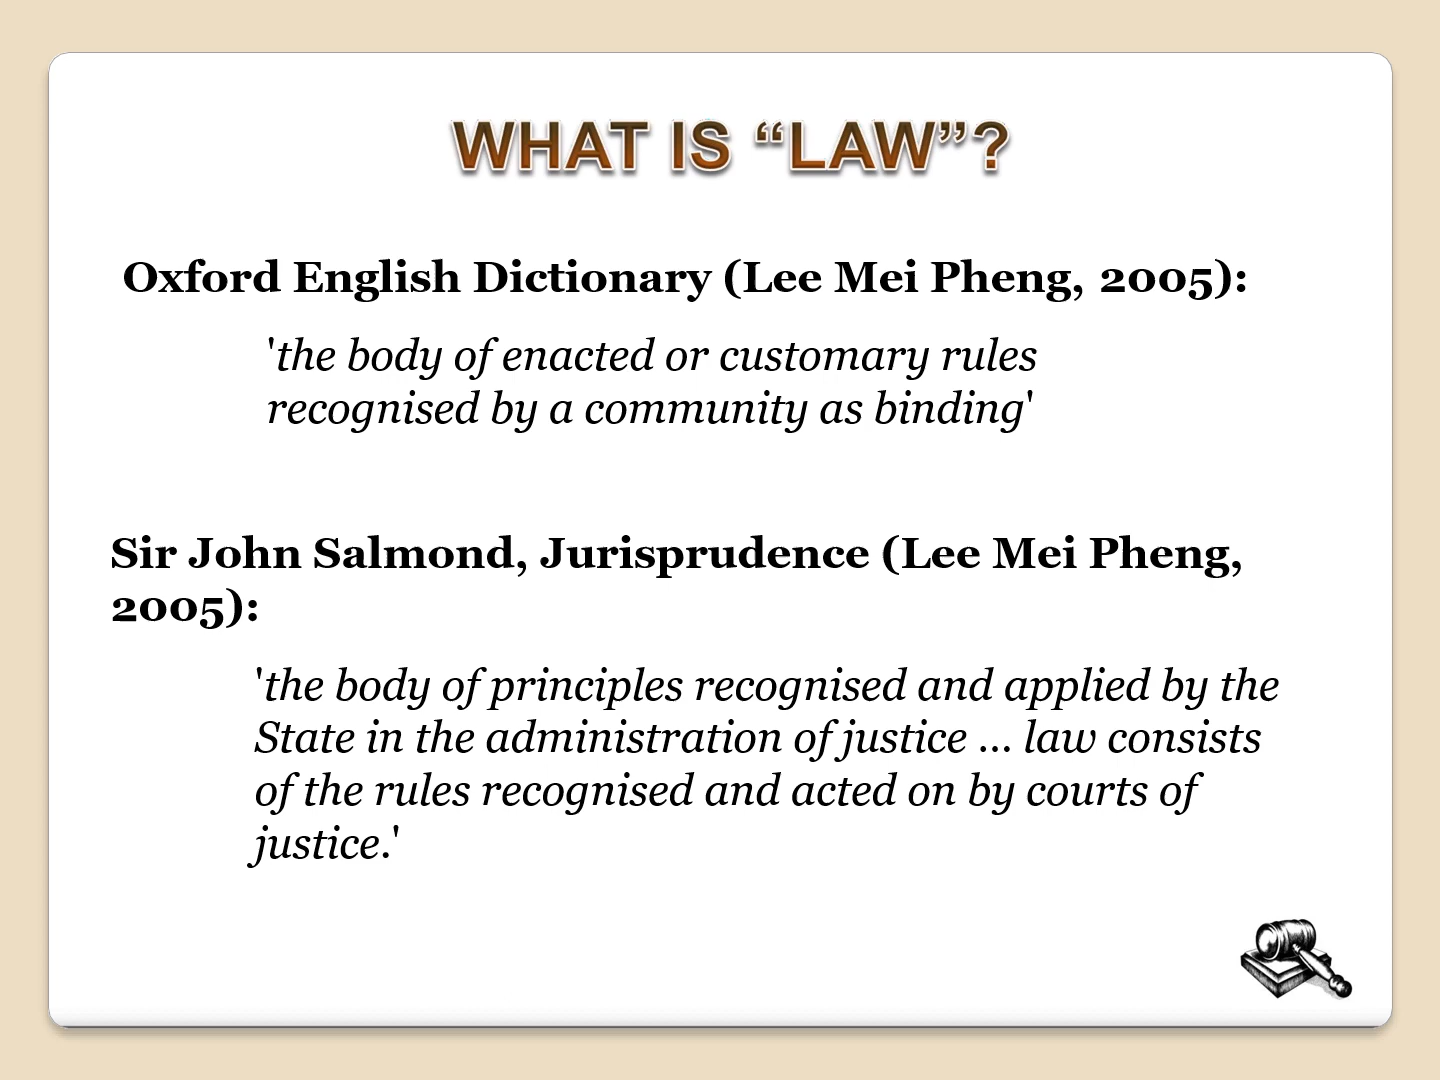 WHAT IS “LAW”?
Oxford English Dictionary (Lee Mei Pheng, 2005):
'the body of enacted or customary rules
recognised by a community as binding'
Sir John Salmond, Jurisprudence (Lee Mei Pheng,
2005):
'the body of principles recognised and applied by the
State in the administration of justice ... law consists
of the rules recognised and acted on by courts of
justice.'